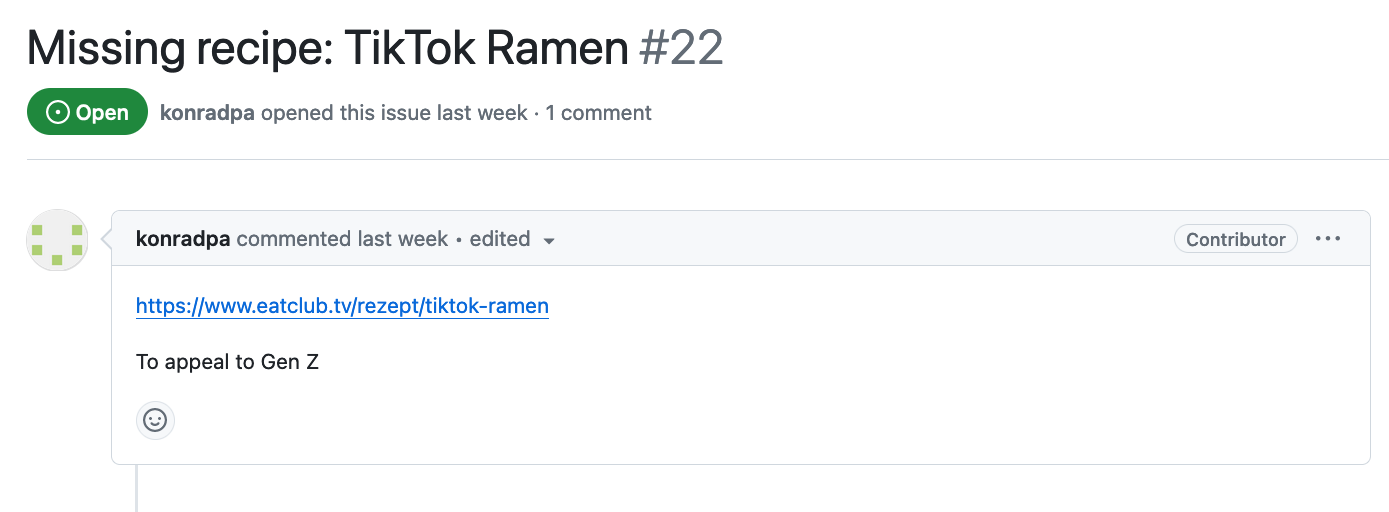 Missing recipe: TikTok Ramen #22
Open konradpa opened this issue last week · 1 comment
konradpa commented last week • edited Contributor
https://www.eatclub.tv/rezept/tiktok-ramen
To appeal to Gen Z